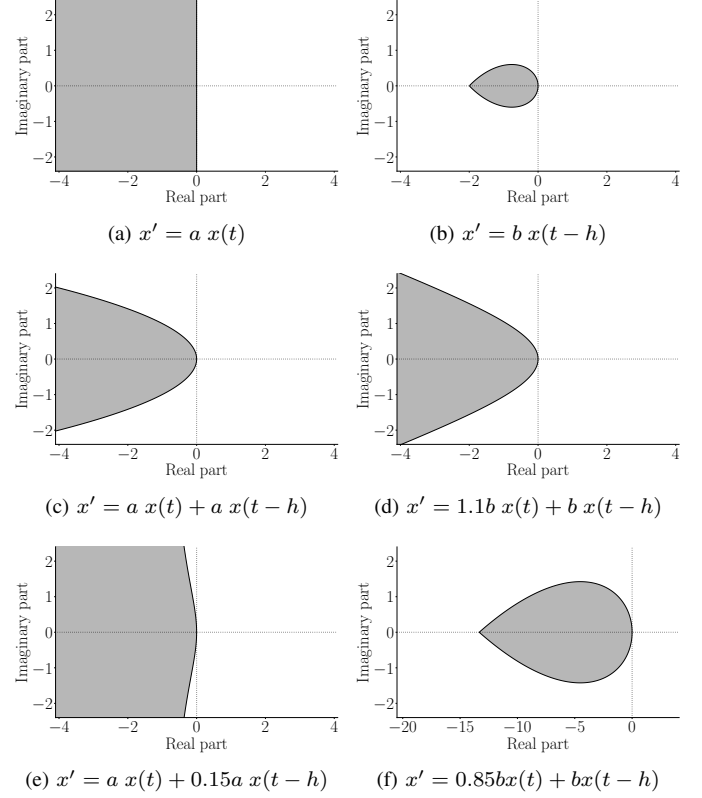 2
1
0
−1
−2
Imaginary part
−4 −2 0 2 4
Real part
(a) x′ = a x(t)
2
1
0
−1
−2
Imaginary part
−4 −2 0 2 4
Real part
(b) x′ = b x(t − h)
2
1
0
−1
−2
Imaginary part
−4 −2 0 2 4
Real part
(c) x′ = a x(t) + a x(t − h)
2
1
0
−1
−2
Imaginary part
−4 −2 0 2 4
Real part
(d) x′ = 1.1b x(t) + b x(t − h)
2
1
0
−1
−2
Imaginary part
−4 −2 0 2 4
Real part
(e) x′ = a x(t) + 0.15a x(t − h)
2
1
0
−1
−2
Imaginary part
−20 −15 −10 −5 0
Real part
(f) x′ = 0.85bx(t) + bx(t − h)